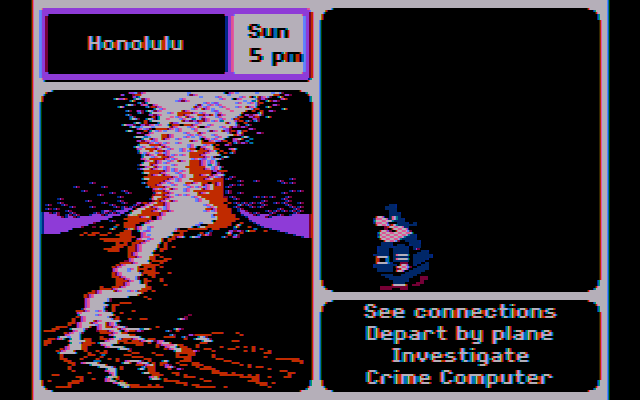 Honolulu
Sun
5 pm
See connections
Depart by plane
Investigate
Crime Computer